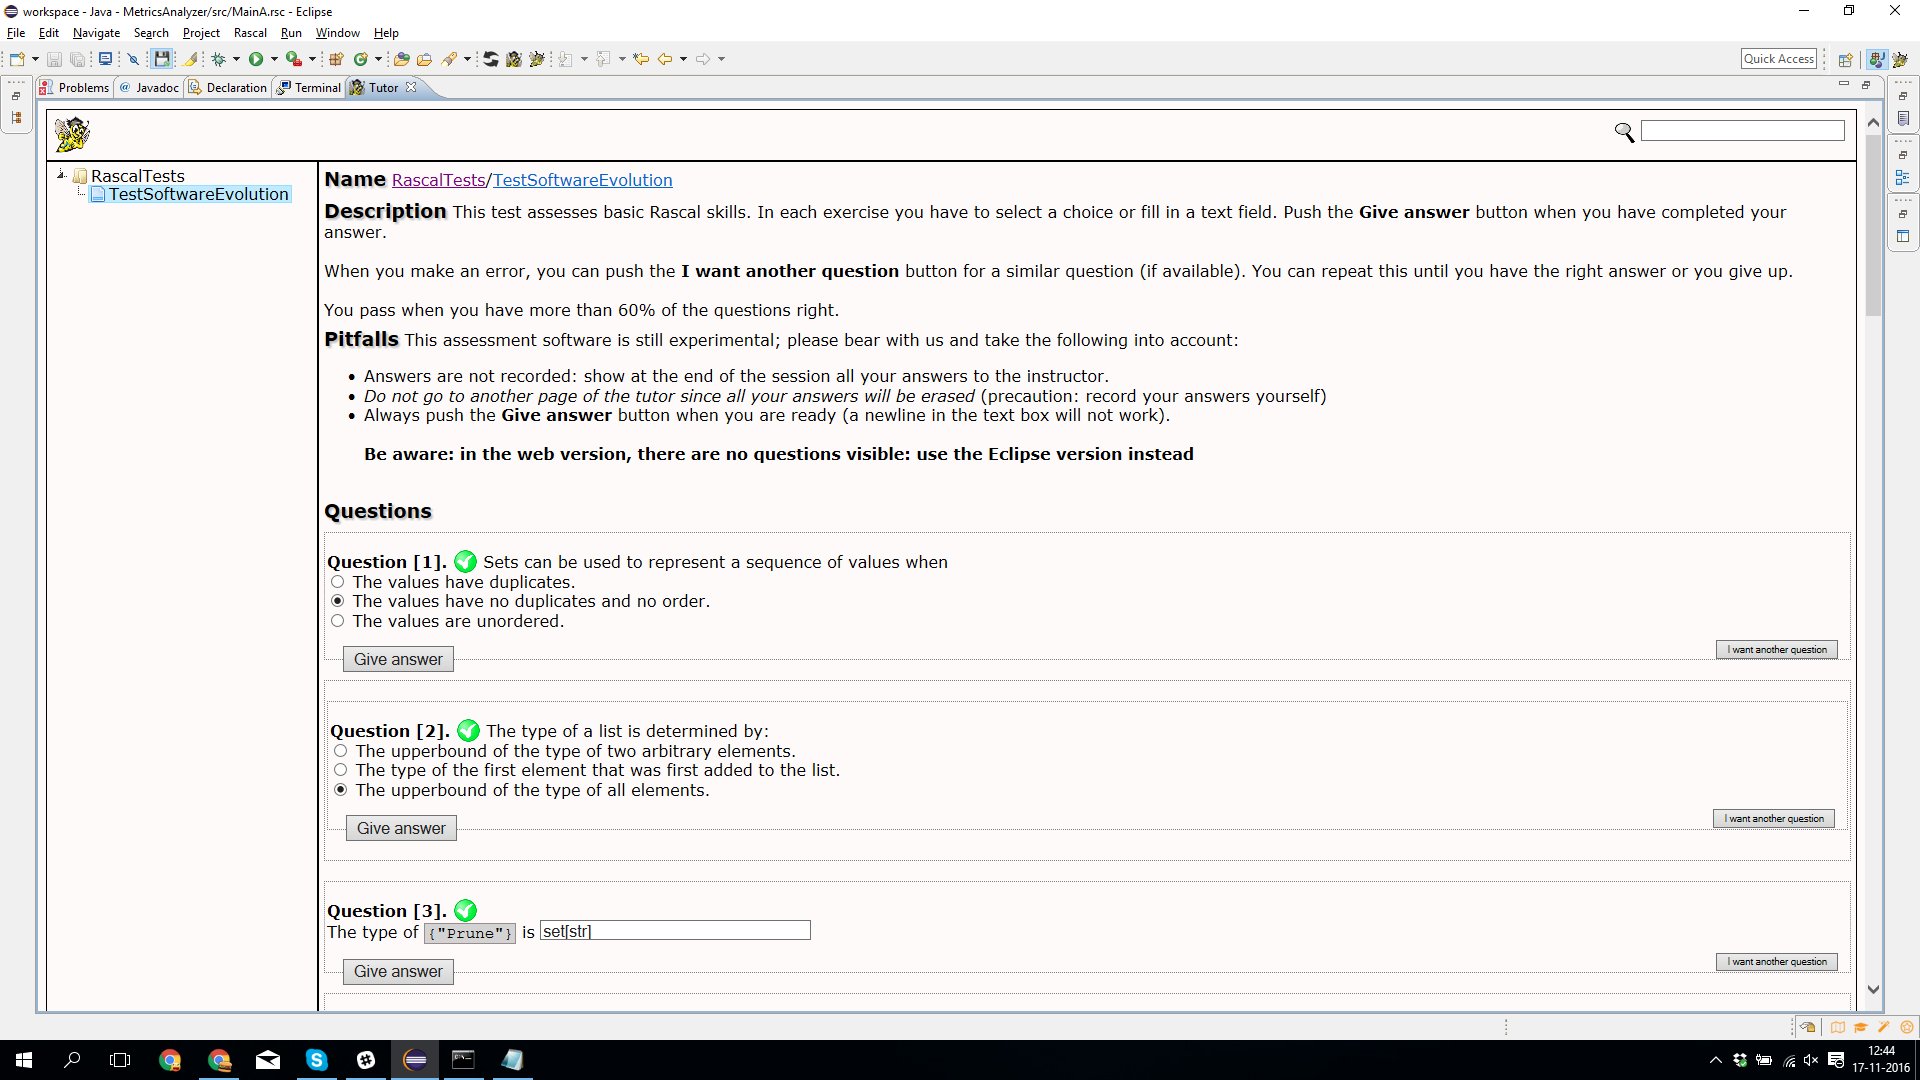 workspace - Java - MetricsAnalyzer/src/MainA.rsc - Eclipse
File Edit Navigate Search Project Rascal Run Window Help
Quick Access
Problems @ Javadoc Declaration Terminal Tutor
RascalTests
TestSoftwareEvolution
Name RascalTests/TestSoftwareEvolution
Description This test assesses basic Rascal skills. In each exercise you have to select a choice or fill in a text field. Push the Give answer button when you have completed your
answer.
When you make an error, you can push the I want another question button for a similar question (if available). You can repeat this until you have the right answer or you give up.
You pass when you have more than 60% of the questions right.
Pitfalls This assessment software is still experimental; please bear with us and take the following into account:
• Answers are not recorded: show at the end of the session all your answers to the instructor.
• Do not go to another page of the tutor since all your answers will be erased (precaution: record your answers yourself)
• Always push the Give answer button when you are ready (a newline in the text box will not work).
Be aware: in the web version, there are no questions visible: use the Eclipse version instead
Questions
Question [1]. Sets can be used to represent a sequence of values when
The values have duplicates.
The values have no duplicates and no order.
The values are unordered.
Give answer
I want another question
Question [2]. The type of a list is determined by:
The upperbound of the type of two arbitrary elements.
The type of the first element that was first added to the list.
The upperbound of the type of all elements.
Give answer
I want another question
Question [3].
The type of {"Prune"} is set[str]
Give answer
I want another question
12:44
17-11-2016